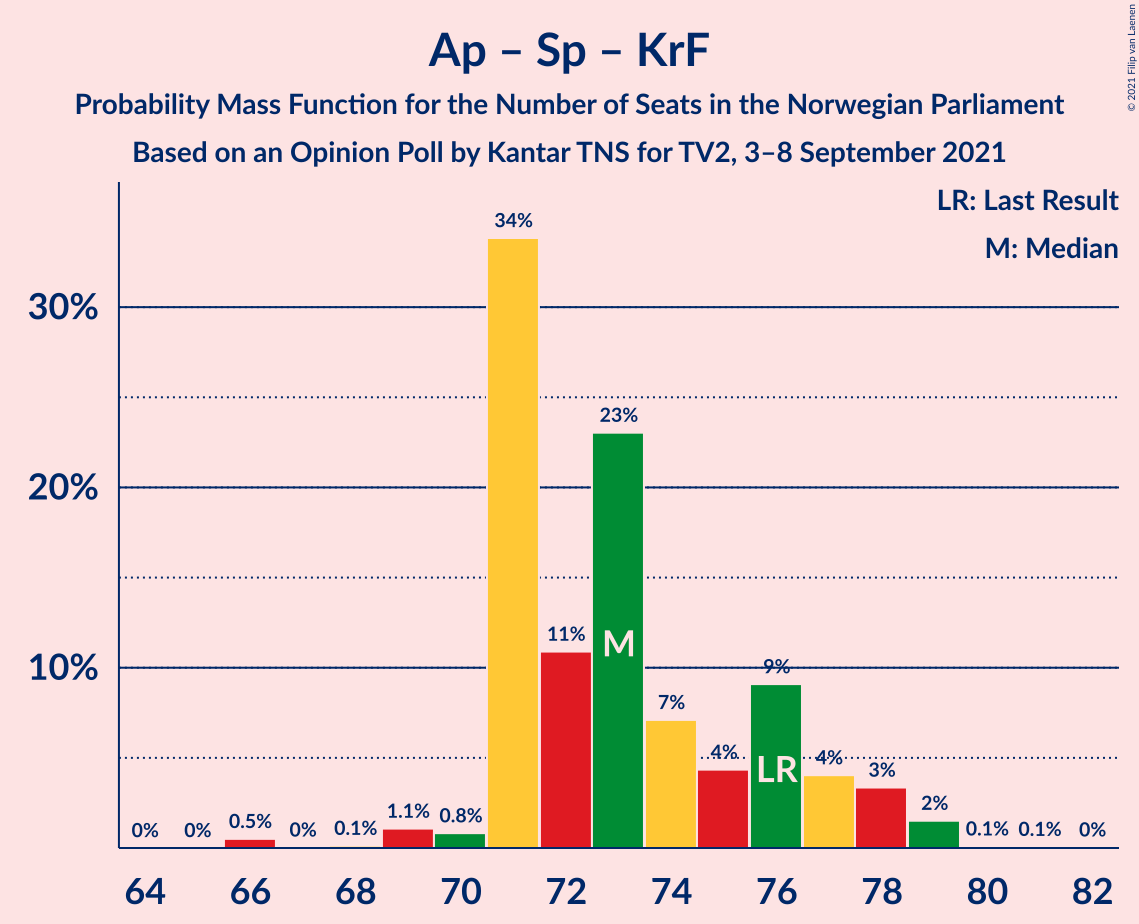 Ap – Sp – KrF
Probability Mass Function for the Number of Seats in the Norwegian Parliament
Based on an Opinion Poll by Kantar TNS for TV2, 3–8 September 2021
© 2021 Filip van Laenen
LR: Last Result
M: Median
30%
20%
10%
0%
0%
0.5%
0%
0.1%
1.1%
0.8%
34%
11%
23%
7%
4%
9%
4%
3%
2%
0.1%
0.1%
0%
M
LR
64 66 68 70 72 74 76 78 80 82